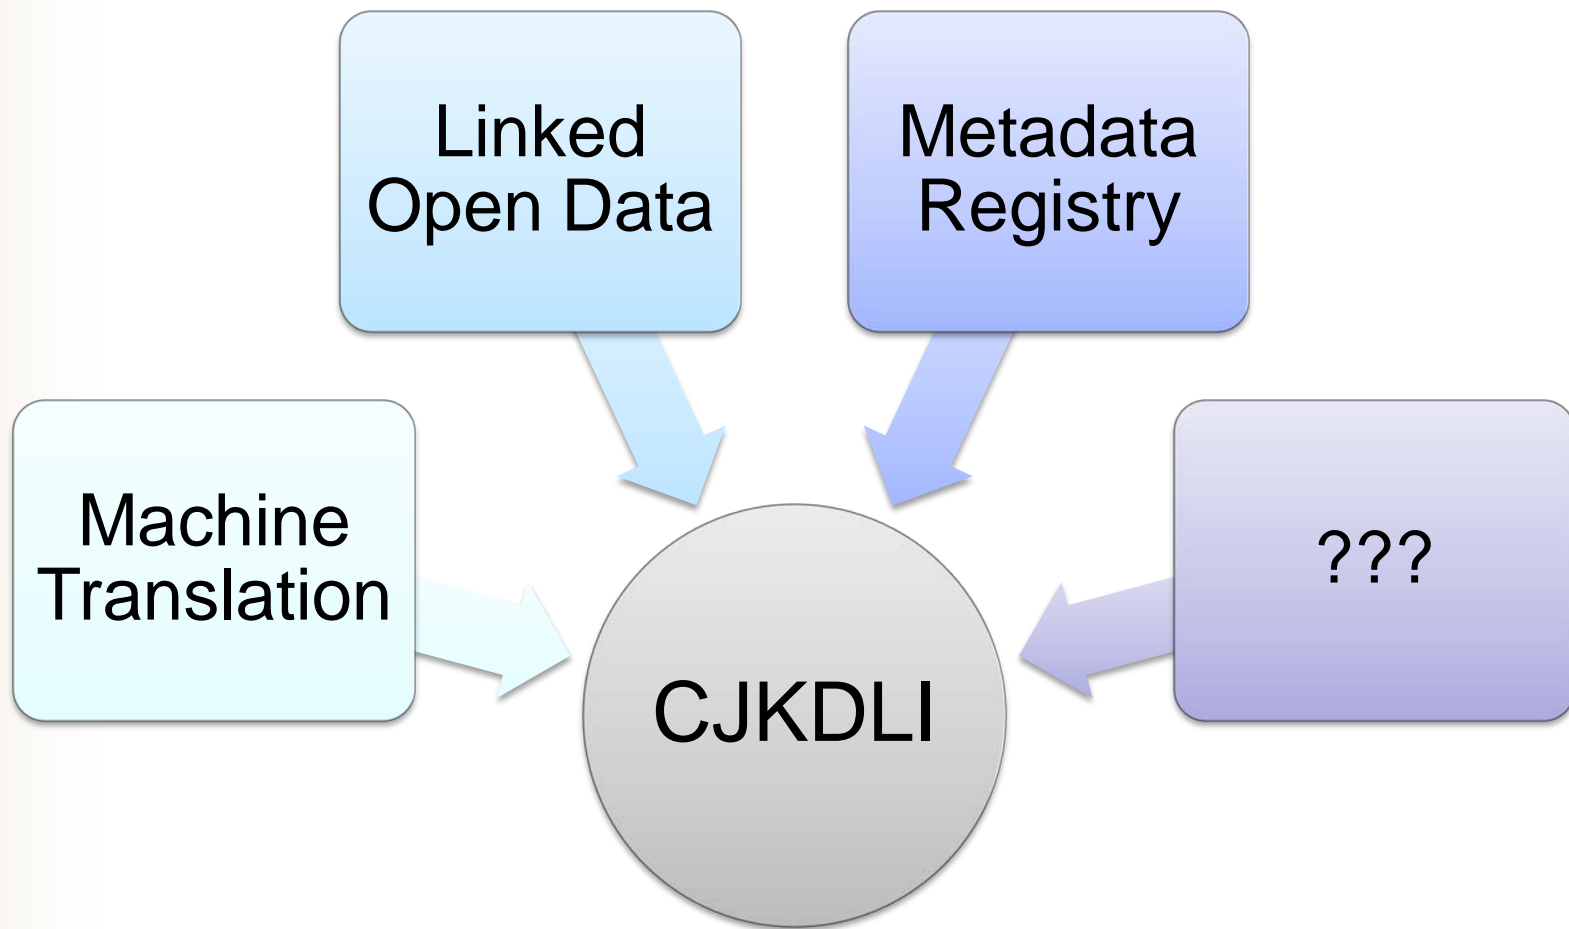 Linked
Open Data
Metadata
Registry
Machine
Translation
???
CJKDLI